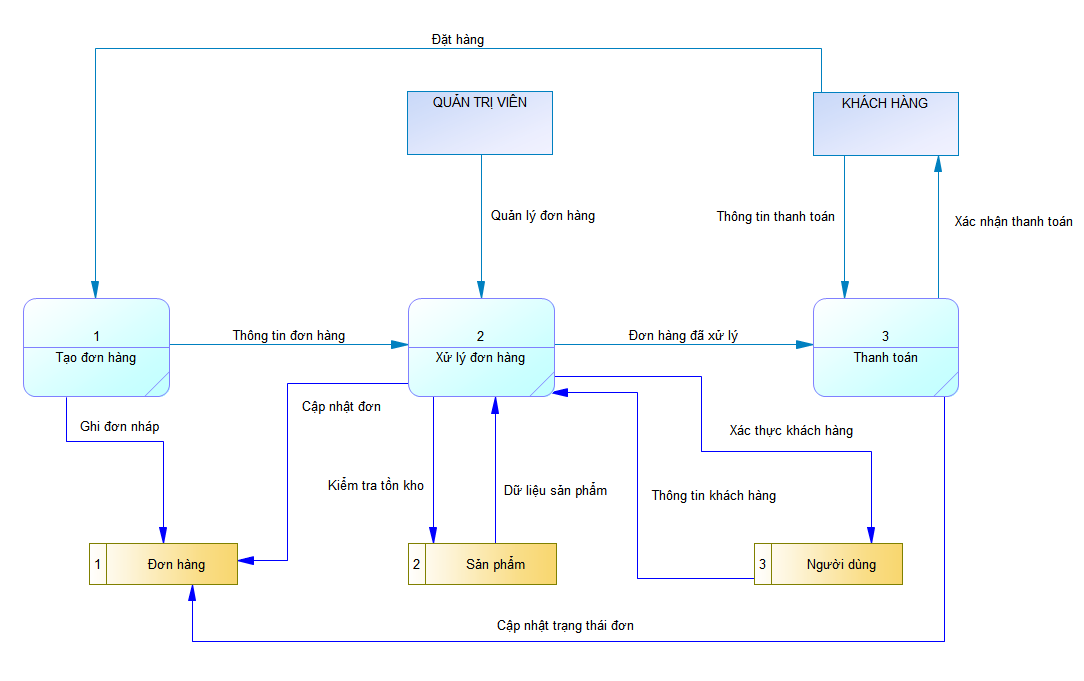 Đặt hàng
QUẢN TRỊ VIÊN
KHÁCH HÀNG
Quản lý đơn hàng
Thông tin thanh toán
Xác nhận thanh toán
1
Tạo đơn hàng
Thông tin đơn hàng
2
Xử lý đơn hàng
Đơn hàng đã xử lý
3
Thanh toán
Ghi đơn nháp
Cập nhật đơn
Kiểm tra tồn kho
Dữ liệu sản phẩm
Xác thực khách hàng
Thông tin khách hàng
1 Đơn hàng
2 Sản phẩm
3 Người dùng
Cập nhật trạng thái đơn